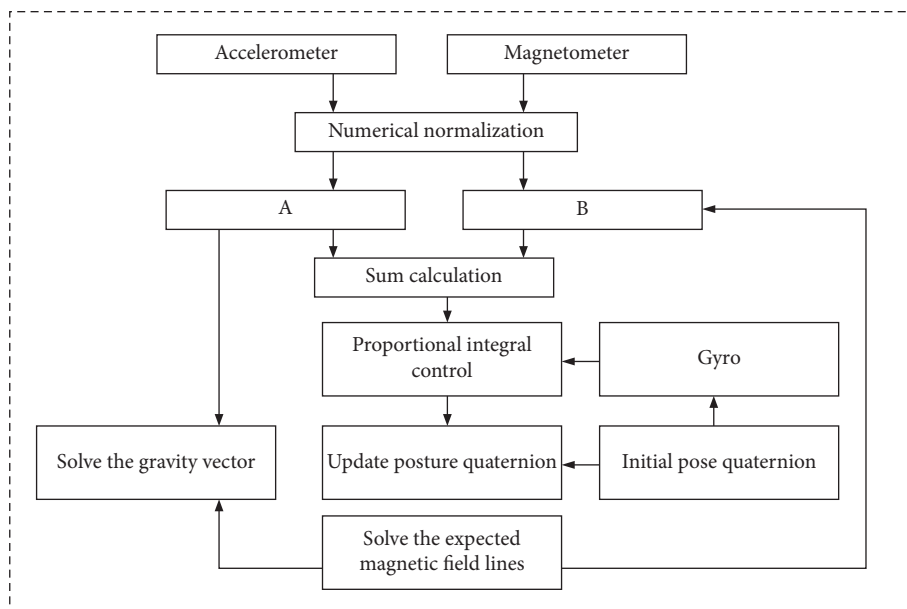 Accelerometer
Magnetometer
Numerical normalization
A
B
Sum calculation
Proportional integral
control
Gyro
Solve the gravity vector
Update posture quaternion
Initial pose quaternion
Solve the expected
magnetic field lines